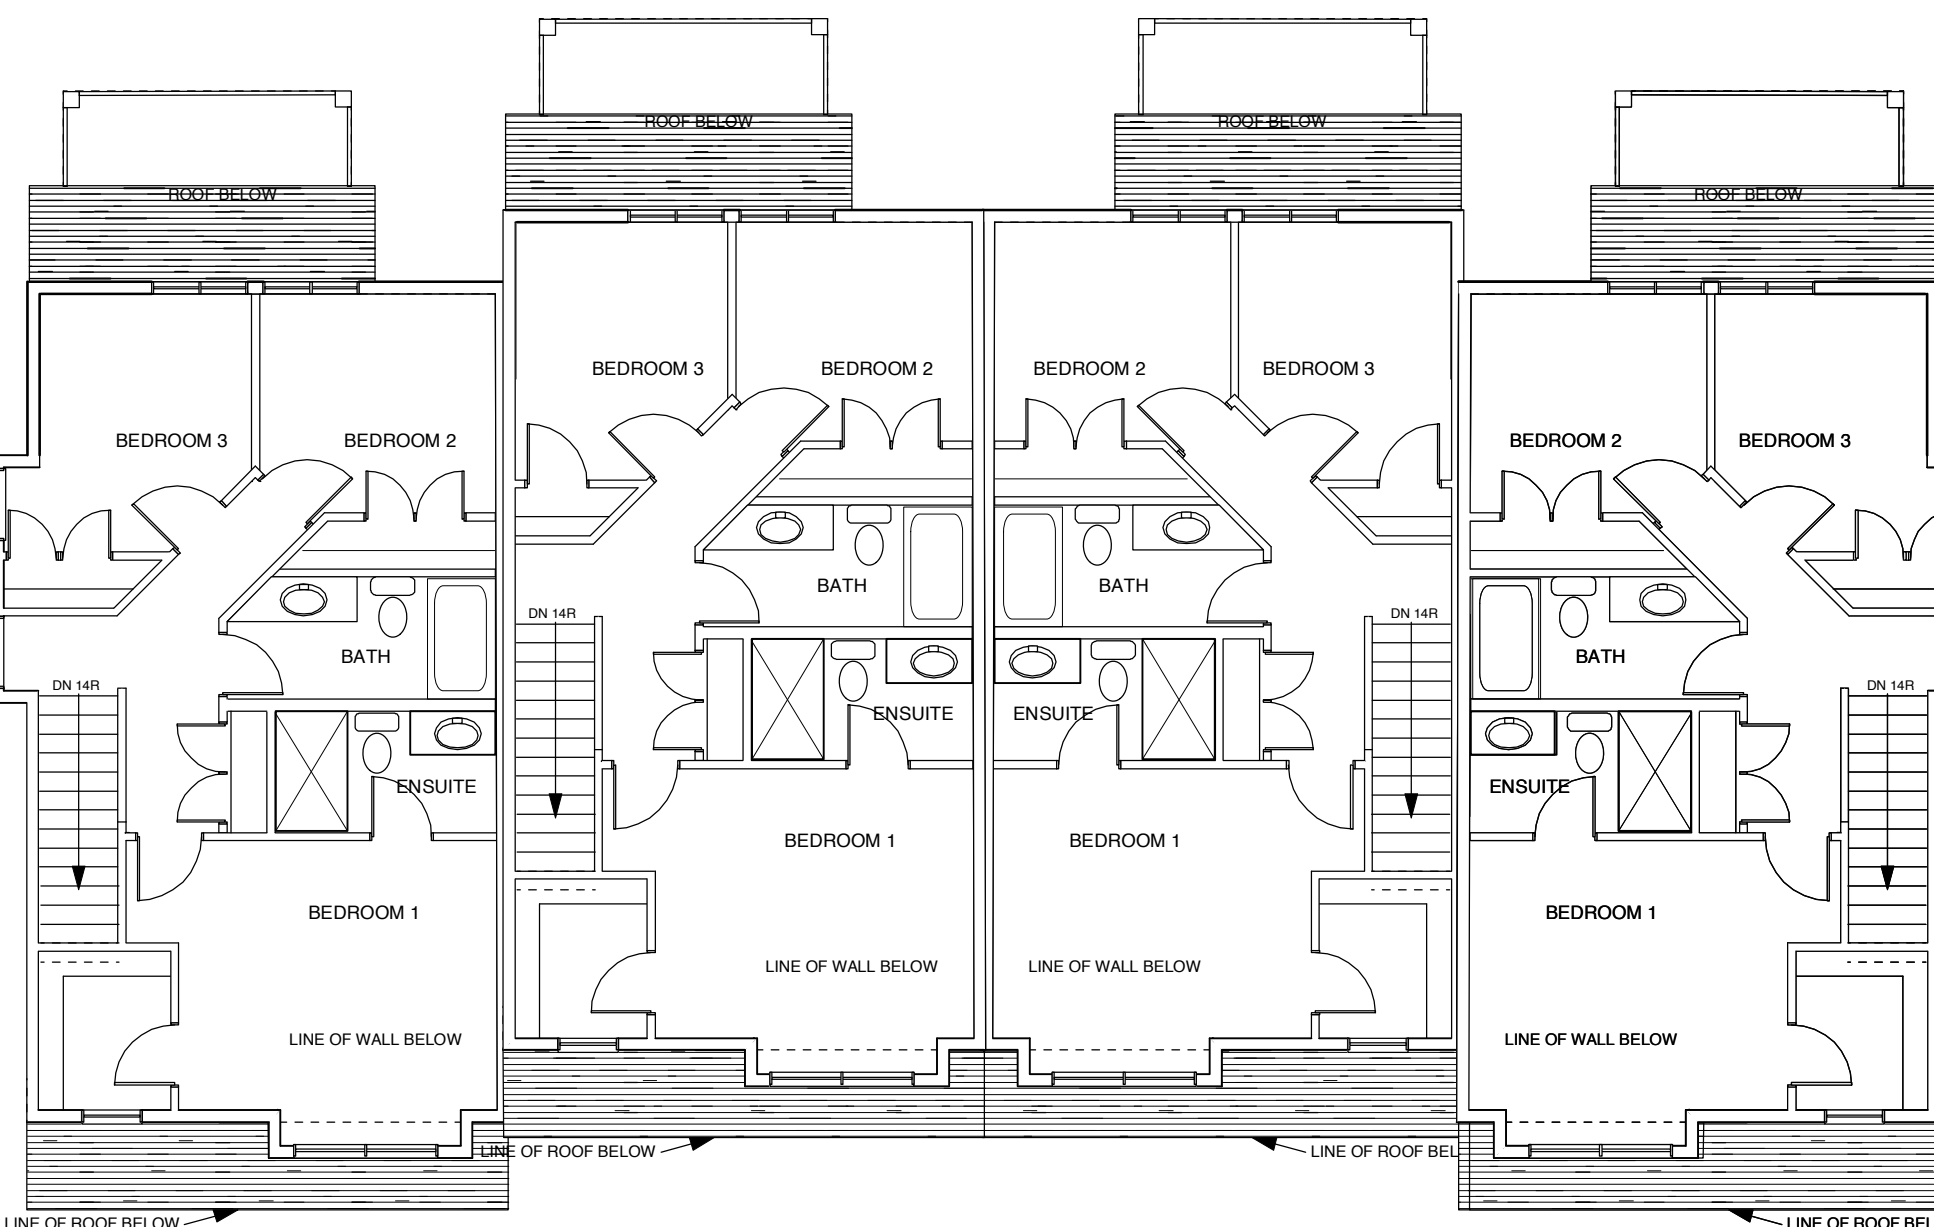 ROOF BELOW
ROOF BELOW
ROOF BELOW
ROOF BELOW
BEDROOM 3
BEDROOM 2
BEDROOM 2
BEDROOM 3
BEDROOM 3
BEDROOM 2
BEDROOM 2
BEDROOM 3
BATH
BATH
DN 14R
DN 14R
BATH
BATH
DN 14R
DN 14R
ENSUITE
ENSUITE
ENSUITE
ENSUITE
BEDROOM 1
BEDROOM 1
BEDROOM 1
BEDROOM 1
LINE OF WALL BELOW
LINE OF WALL BELOW
LINE OF WALL BELOW
LINE OF WALL BELOW
LINE OF ROOF BELOW
LINE OF ROOF BEL
LINE OF ROOF BELOW
LINE OF ROOF BEL